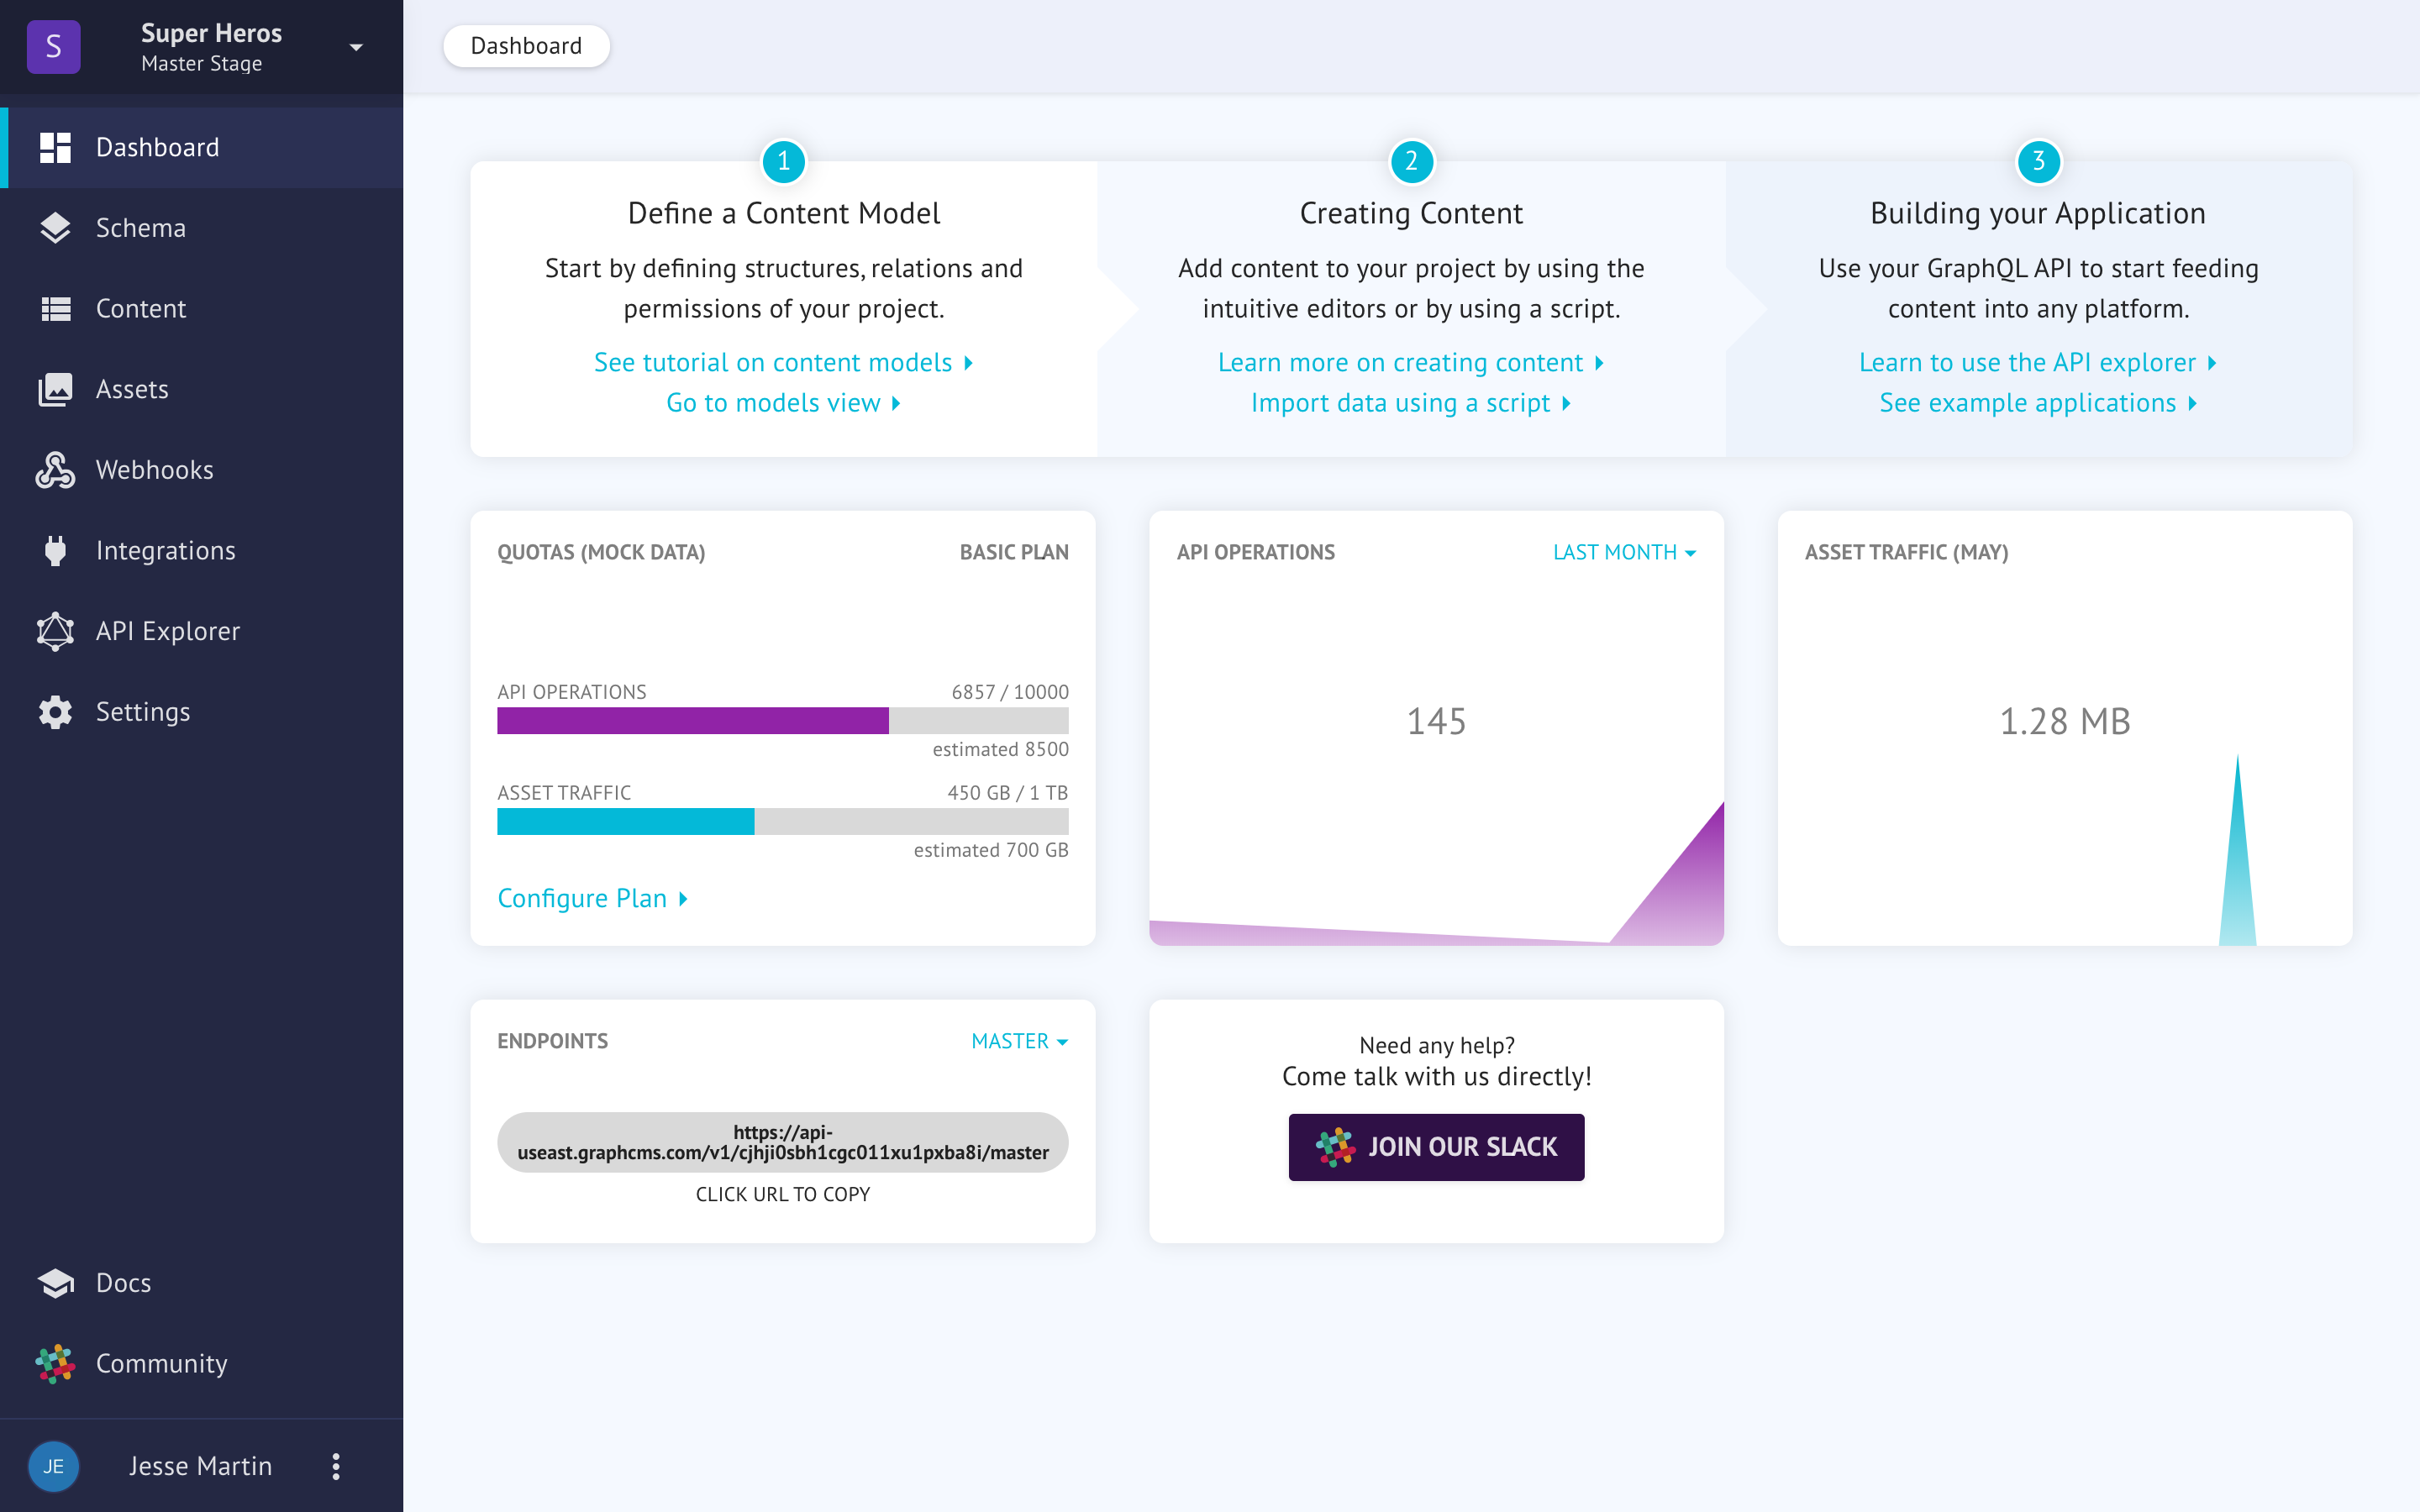 S
Super Heros
Master Stage
Dashboard
Schema
Content
Assets
Webhooks
Integrations
API Explorer
Settings
Docs
Community
JE
Jesse Martin
Dashboard
1
Define a Content Model
Start by defining structures, relations and
permissions of your project.
See tutorial on content models
Go to models view
2
Creating Content
Add content to your project by using the
intuitive editors or by using a script.
Learn more on creating content
Import data using a script
3
Building your Application
Use your GraphQL API to start feeding
content into any platform.
Learn to use the API explorer
See example applications
QUOTAS (MOCK DATA) BASIC PLAN
API OPERATIONS 6857 / 10000
estimated 8500
ASSET TRAFFIC 450 GB / 1 TB
estimated 700 GB
Configure Plan
API OPERATIONS LAST MONTH
145
ASSET TRAFFIC (MAY)
1.28 MB
ENDPOINTS MASTER
https://api-
useast.graphcms.com/v1/cjhji0sbh1cgc011xu1pxba8i/master
CLICK URL TO COPY
Need any help?
Come talk with us directly!
JOIN OUR SLACK